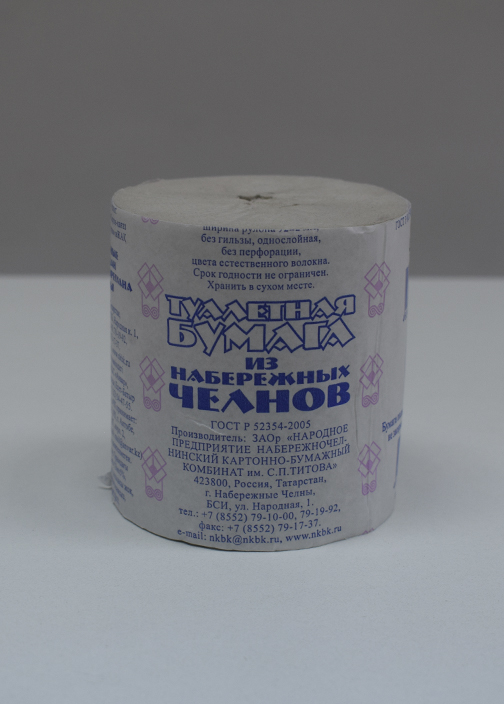 без гильзы, однослойная,
без перфорации,
цвета естественного волокна.
Срок годности не ограничен.
Хранить в сухом месте.
ТУАЛЕТНАЯ
БУМАГА
ИЗ
НАБЕРЕЖНЫХ
ЧЕЛНОВ
ГОСТ Р 52354-2005
Производитель: ЗАОр «НАРОДНОЕ
ПРЕДПРИЯТИЕ НАБЕРЕЖНОЧЕЛ-
НИНСКИЙ КАРТОННО-БУМАЖНЫЙ
КОМБИНАТ им. С.П.ТИТОВА»
423800, Россия, Татарстан,
г. Набережные Челны,
БСИ, ул. Народная, 1.
тел.: +7 (8552) 79-10-00, 79-19-92,
факс: +7 (8552) 79-17-37.
e-mail: nkbk@nkbk.ru, www.nkbk.ru